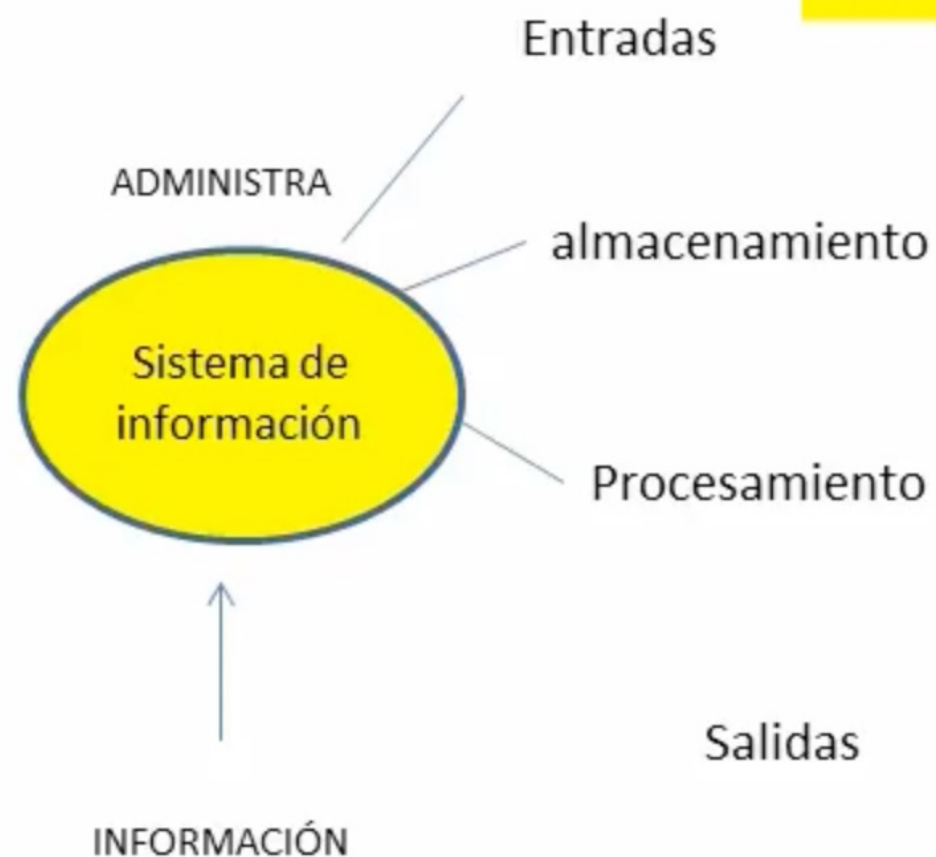 Entradas
ADMINISTRA
almacenamiento
Sistema de
información
Procesamiento
Salidas
INFORMACIÓN